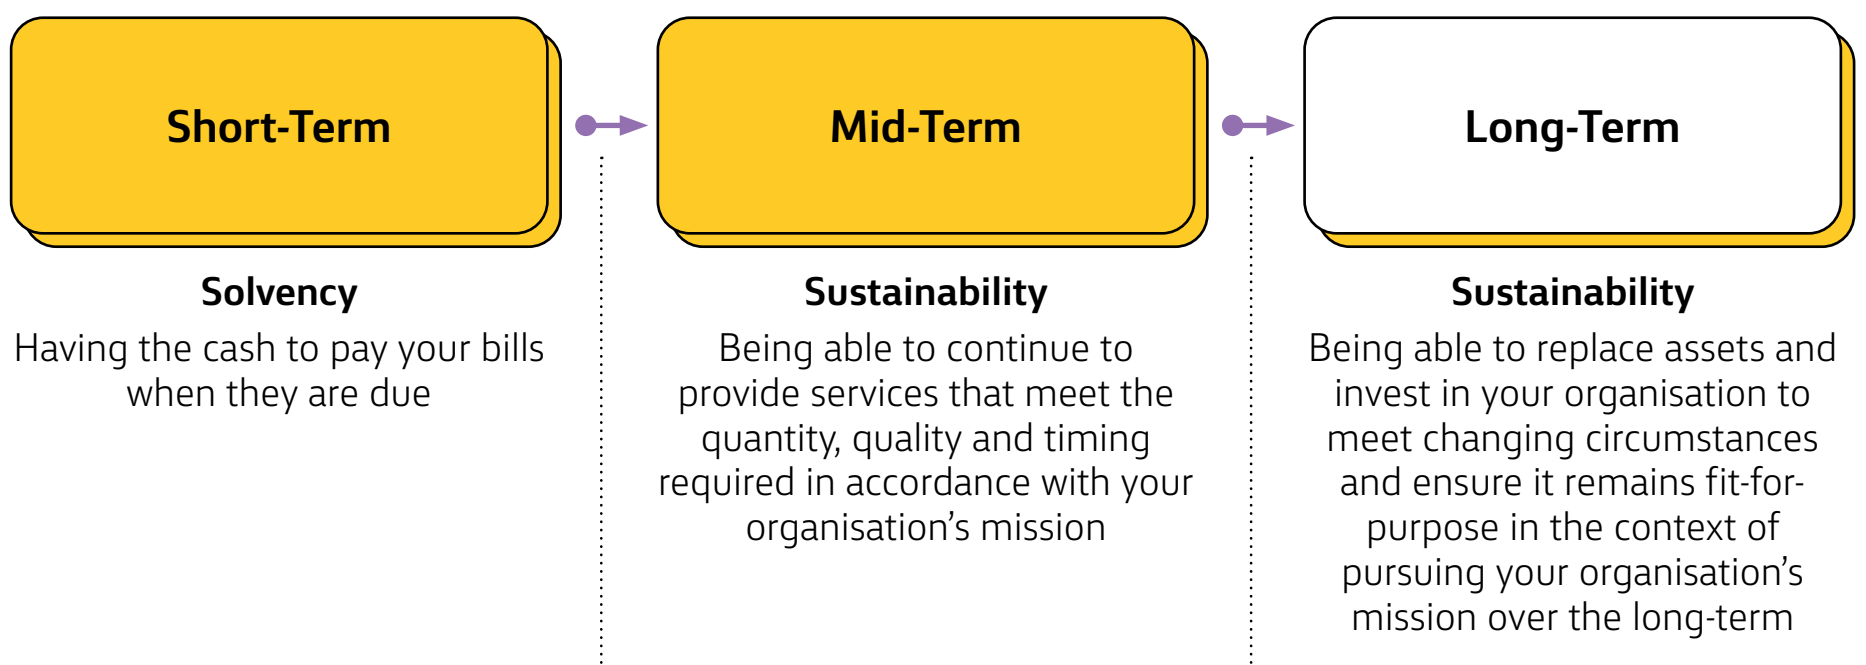 Short-Term
Mid-Term
Long-Term
Solvency
Having the cash to pay your bills
when they are due
Sustainability
Being able to continue to
provide services that meet the
quantity, quality and timing
required in accordance with your
organisation’s mission
Sustainability
Being able to replace assets and
invest in your organisation to
meet changing circumstances
and ensure it remains fit-for-
purpose in the context of
pursuing your organisation’s
mission over the long-term